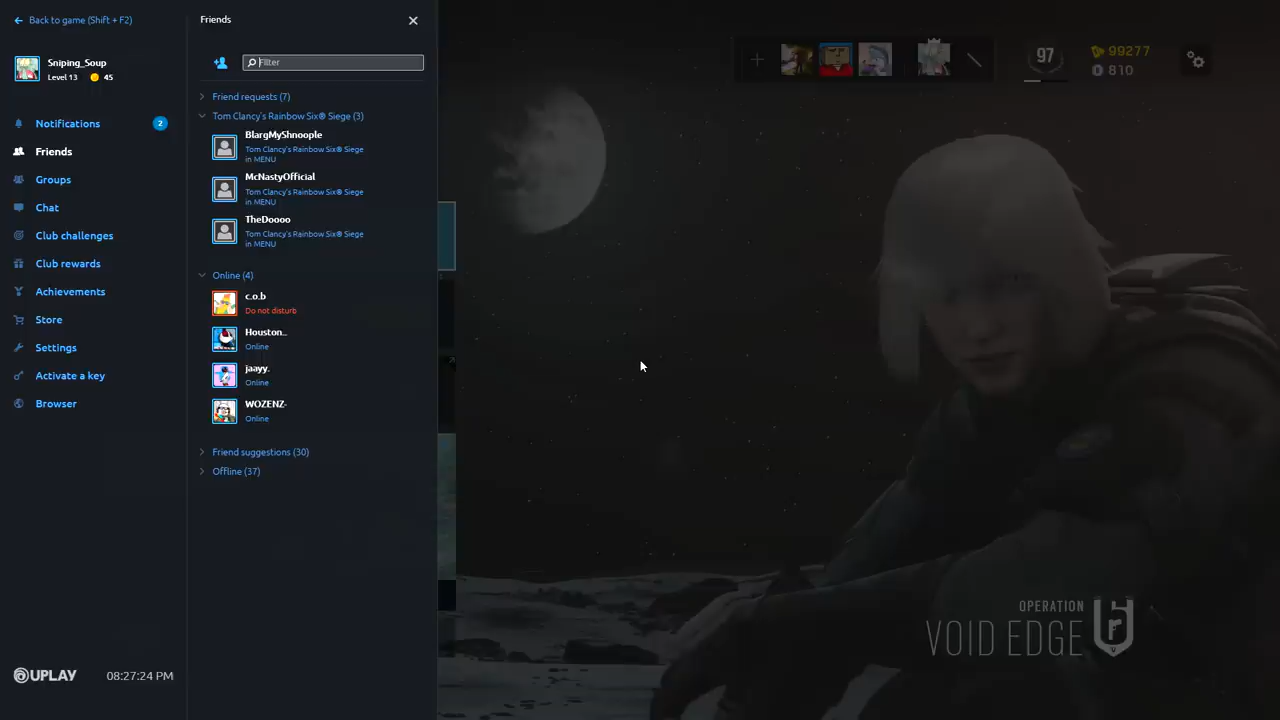 Back to game (Shift + F2)
Sniping_Soup
Level 13
45
Notifications
2
Friends
Groups
Chat
Club challenges
Club rewards
Achievements
Store
Settings
Activate a key
Browser
UPLAY
08:27:24 PM
Friends
Filter
Friend requests (7)
Tom Clancy's Rainbow Six® Siege (3)
BlargMyShnoople
Tom Clancy's Rainbow Six® Siege
in MENU
McNastyOfficial
Tom Clancy's Rainbow Six® Siege
in MENU
TheDoooo
Tom Clancy's Rainbow Six® Siege
in MENU
Online (4)
c.o.b
Do not disturb
Houston..
Online
jaayy.
Online
WOZENZ-
Online
Friend suggestions (30)
Offline (37)
97
99277
810
OPERATION
VOID EDGE